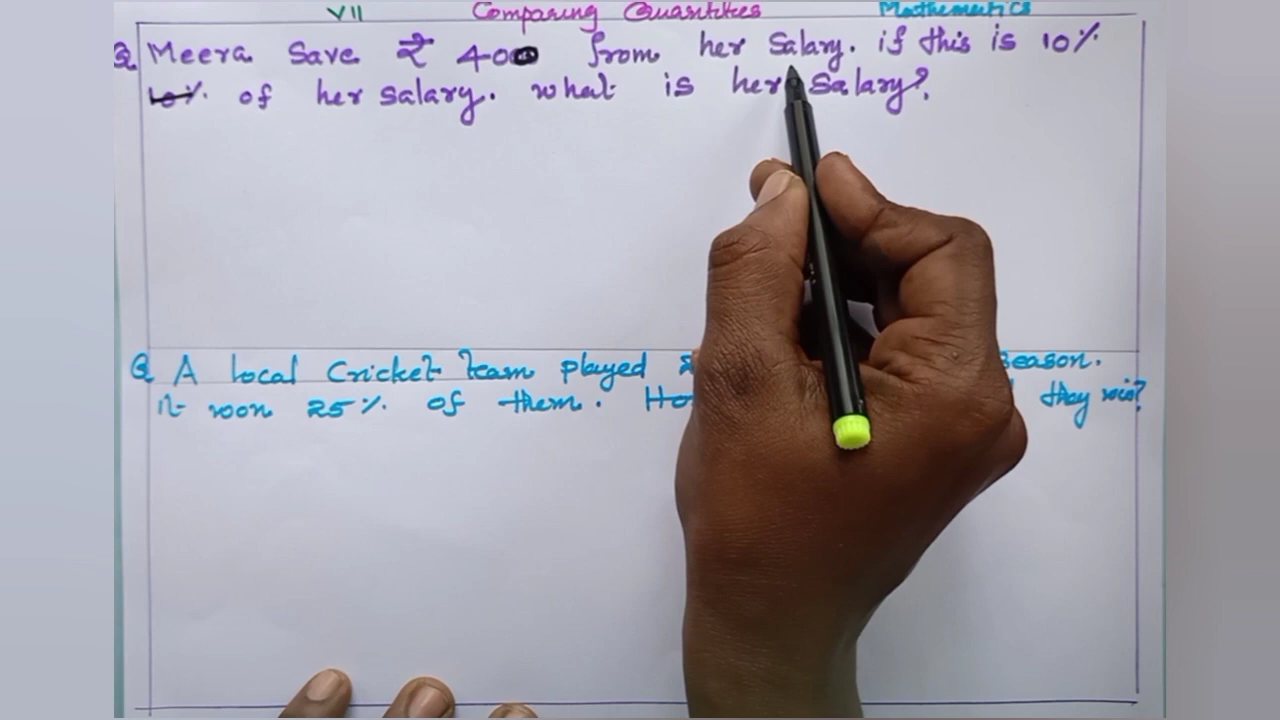 VII Comparing Quantities Mathematics
Q Meera Save ₹ 400 from her Salary. if this is 10%
10% of her salary. what is her Salary?
Q A local Cricket team played season.
it won 25% of them. they win?